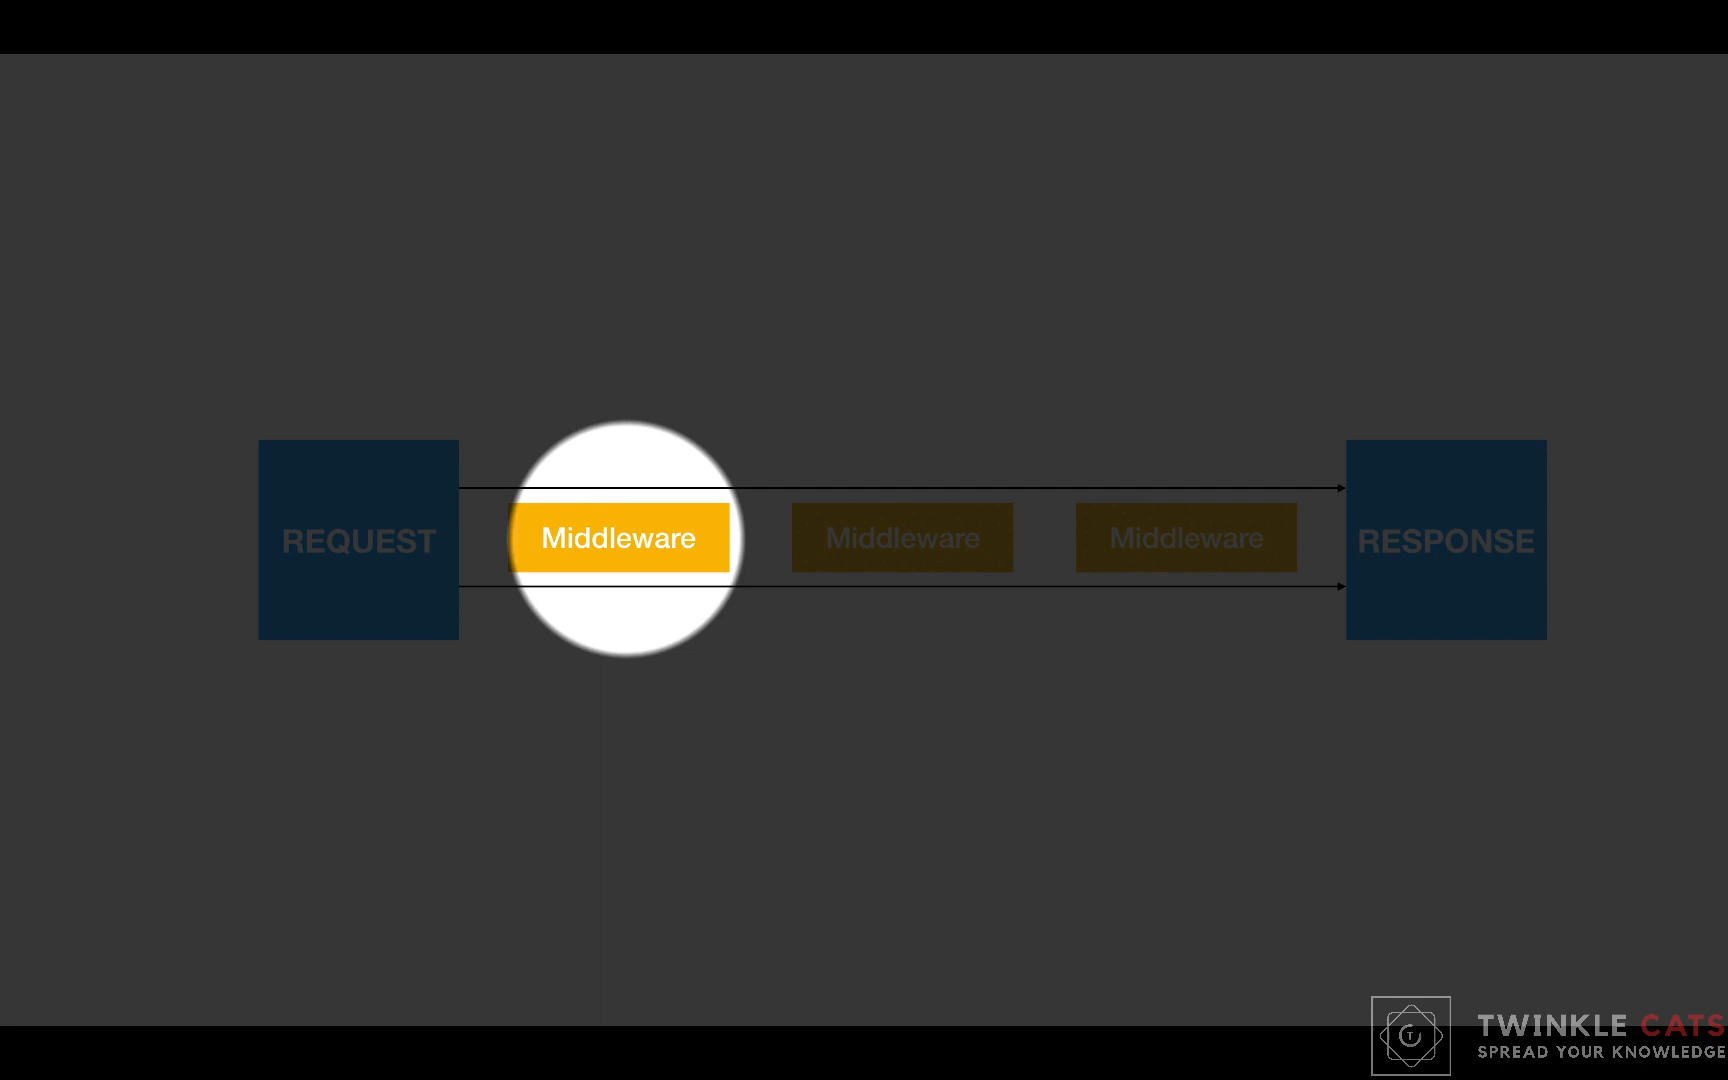 REQUEST
Middleware
Middleware
Middleware
RESPONSE
TWINKLE CATS
SPREAD YOUR KNOWLEDGE